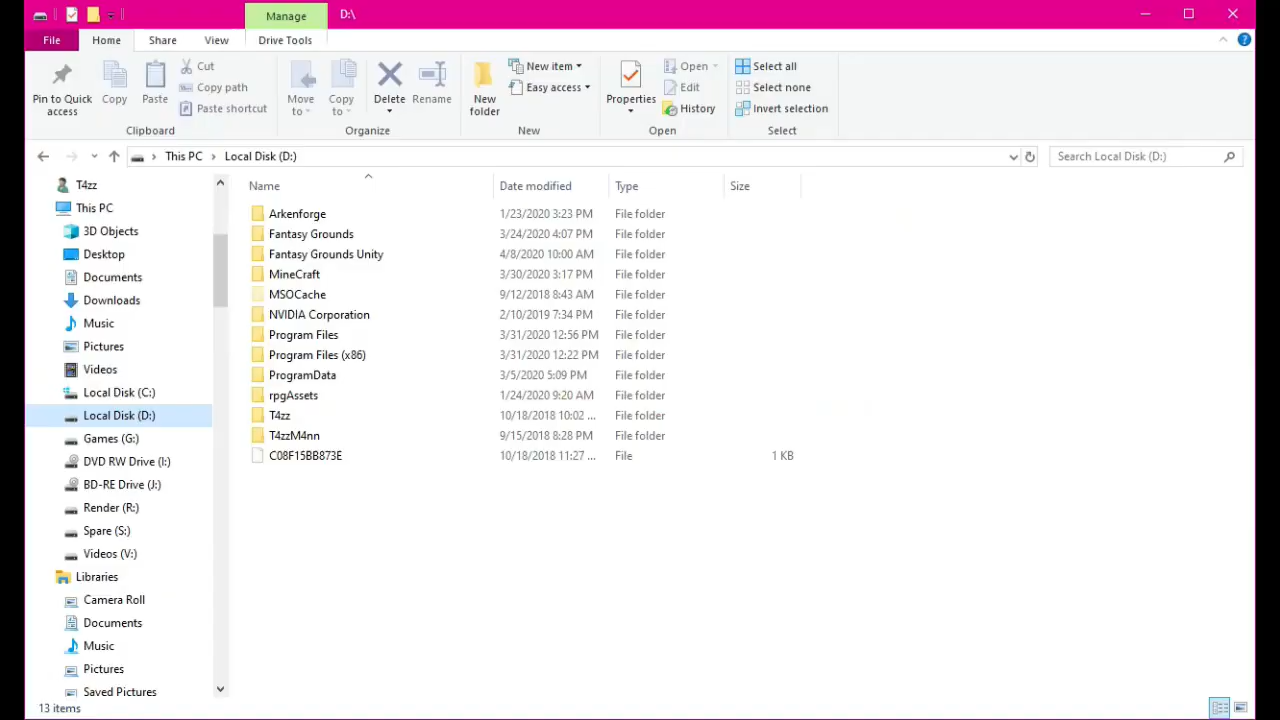 Manage D:\
File Home Share View Drive Tools
Pin to Quick access
Copy
Paste
Cut
Copy path
Paste shortcut
Clipboard
Move to
Copy to
Delete
Rename
Organize
New folder
New item
Easy access
New
Properties
Open
Edit
History
Open
Select all
Select none
Invert selection
Select
This PC Local Disk (D:)
Search Local Disk (D:)
T4zz
This PC
3D Objects
Desktop
Documents
Downloads
Music
Pictures
Videos
Local Disk (C:)
Local Disk (D:)
Games (G:)
DVD RW Drive (I:)
BD-RE Drive (J:)
Render (R:)
Spare (S:)
Videos (V:)
Libraries
Camera Roll
Documents
Music
Pictures
Saved Pictures
Name Date modified Type Size
Arkenforge 1/23/2020 3:23 PM File folder
Fantasy Grounds 3/24/2020 4:07 PM File folder
Fantasy Grounds Unity 4/8/2020 10:00 AM File folder
MineCraft 3/30/2020 3:17 PM File folder
MSOCache 9/12/2018 8:43 AM File folder
NVIDIA Corporation 2/10/2019 7:34 PM File folder
Program Files 3/31/2020 12:56 PM File folder
Program Files (x86) 3/31/2020 12:22 PM File folder
ProgramData 3/5/2020 5:09 PM File folder
rpgAssets 1/24/2020 9:20 AM File folder
T4zz 10/18/2018 10:02 ... File folder
T4zzM4nn 9/15/2018 8:28 PM File folder
C08F15BB873E 10/18/2018 11:27 ... File 1 KB
13 items